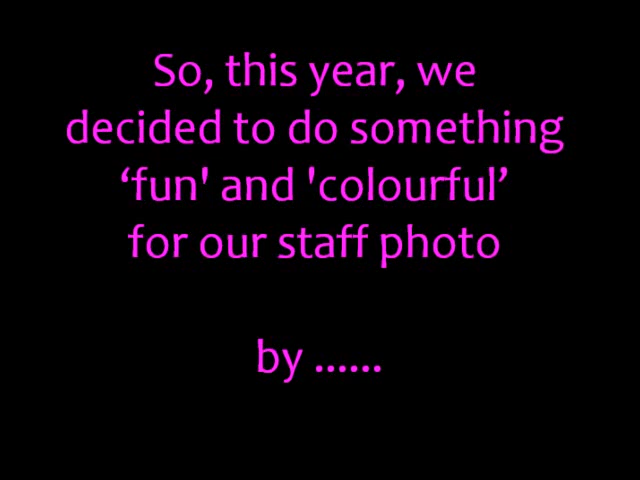 So, this year, we
decided to do something
‘fun' and 'colourful’
for our staff photo
by ......